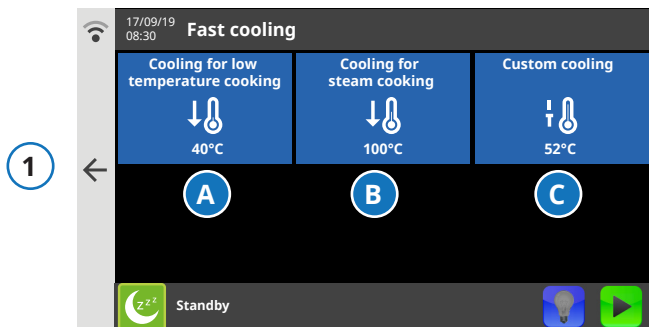 17/09/19
08:30
Fast cooling
Cooling for low
temperature cooking
40°C
Cooling for
steam cooking
100°C
Custom cooling
52°C
1
A
B
C
zzz
Standby